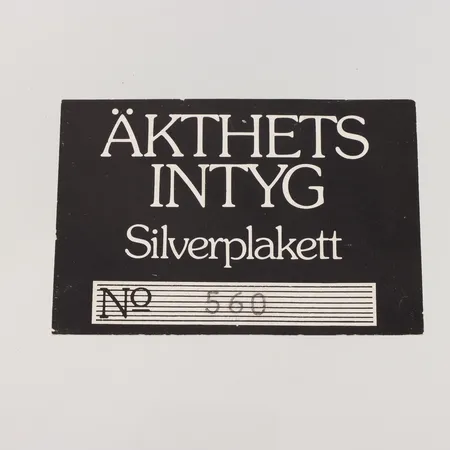 ÄKTHETS
INTYG
Silverplakett
No 560